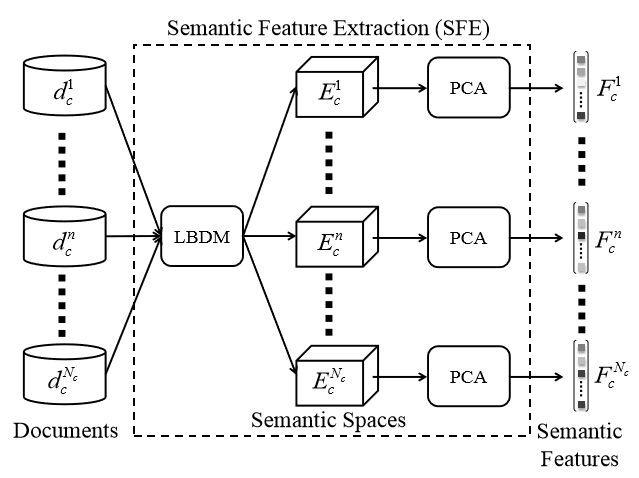 Semantic Feature Extraction (SFE)
d_c^1 E_c^1 PCA F_c^1
d_c^n LBDM E_c^n PCA F_c^n
d_c^{N_c} E_c^{N_c} PCA F_c^{N_c}
Documents Semantic Spaces Semantic
Features